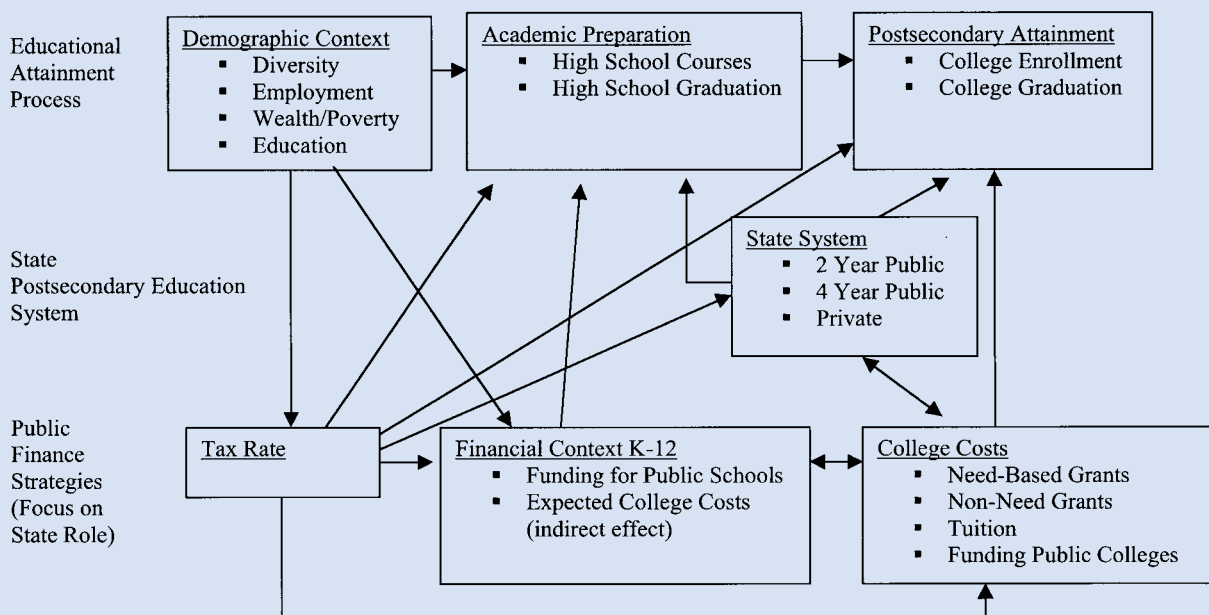 Educational
Attainment
Process
Demographic Context
▪ Diversity
▪ Employment
▪ Wealth/Poverty
▪ Education
Academic Preparation
▪ High School Courses
▪ High School Graduation
Postsecondary Attainment
▪ College Enrollment
▪ College Graduation
State
Postsecondary Education
System
State System
▪ 2 Year Public
▪ 4 Year Public
▪ Private
Public
Finance
Strategies
(Focus on
State Role)
Tax Rate
Financial Context K-12
▪ Funding for Public Schools
▪ Expected College Costs
(indirect effect)
College Costs
▪ Need-Based Grants
▪ Non-Need Grants
▪ Tuition
▪ Funding Public Colleges